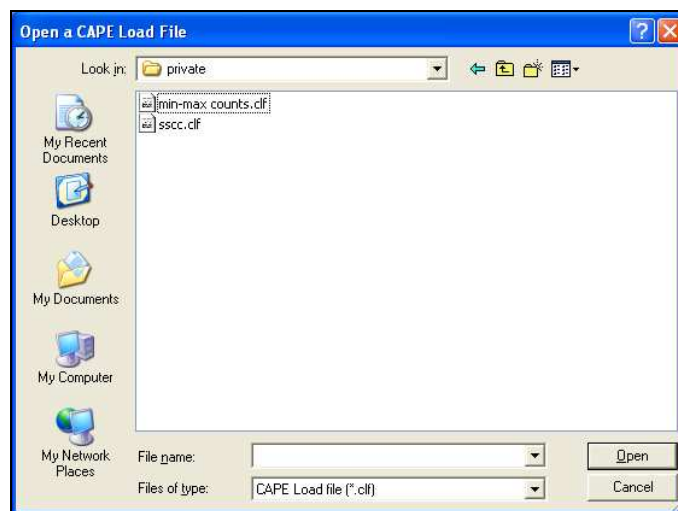 Open a CAPE Load File
Look in:
private
min-max counts.clf
sscc.clf
My Recent
Documents
Desktop
My Documents
My Computer
My Network
Places
File name:
Open
Files of type:
CAPE Load file (*.clf)
Cancel